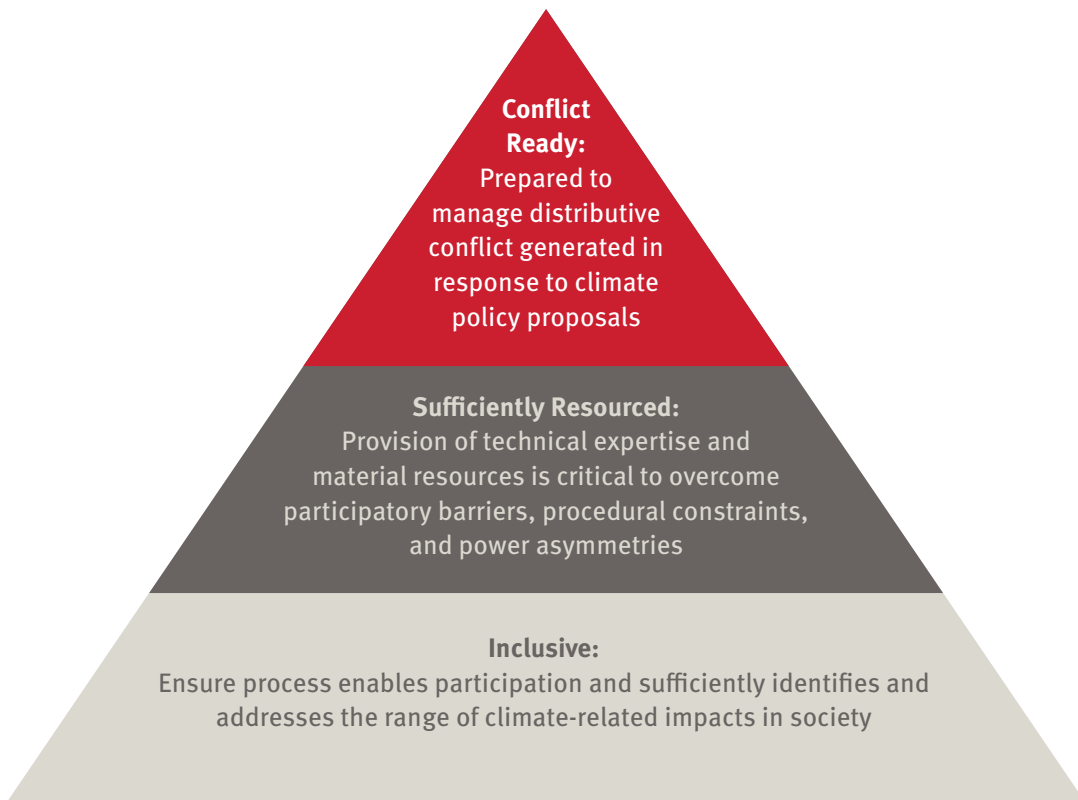 Conflict
Ready:
Prepared to
manage distributive
conflict generated in
response to climate
policy proposals
Sufficiently Resourced:
Provision of technical expertise and
material resources is critical to overcome
participatory barriers, procedural constraints,
and power asymmetries
Inclusive:
Ensure process enables participation and sufficiently identifies and
addresses the range of climate-related impacts in society